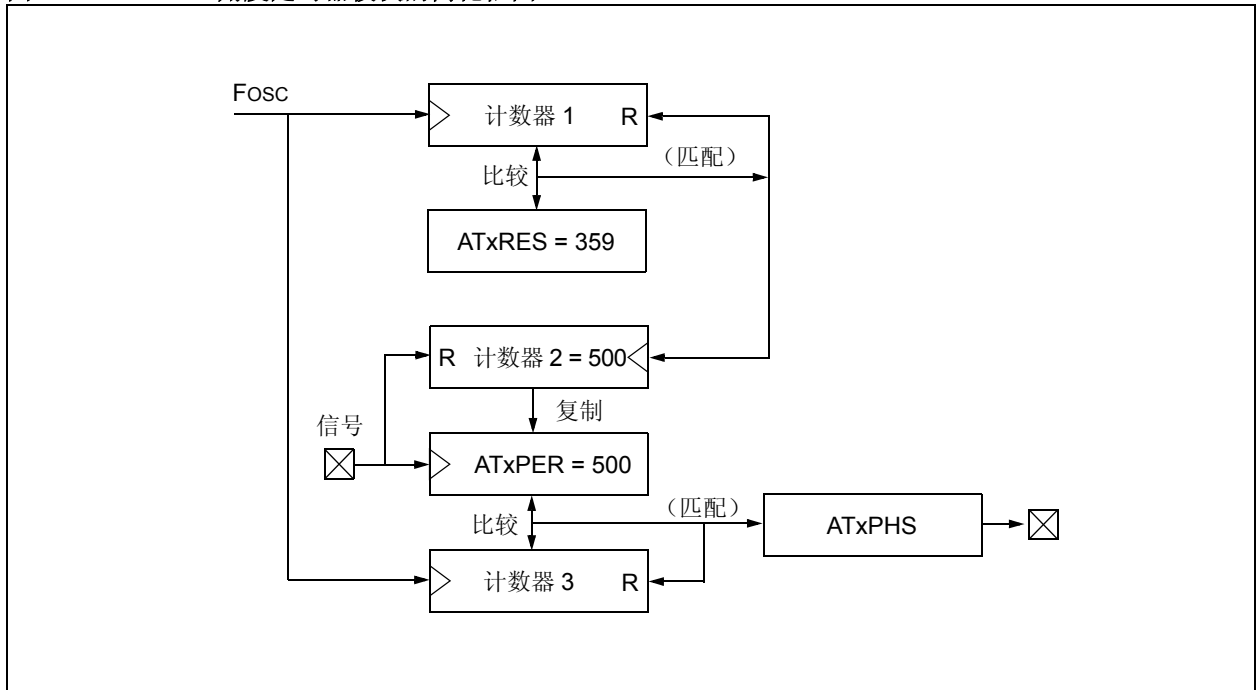 Fosc
计数器 1 R
（匹配）
比较
ATxRES = 359
R 计数器 2 = 500
复制
信号
ATxPER = 500
（匹配）
比较
ATxPHS
计数器 3 R